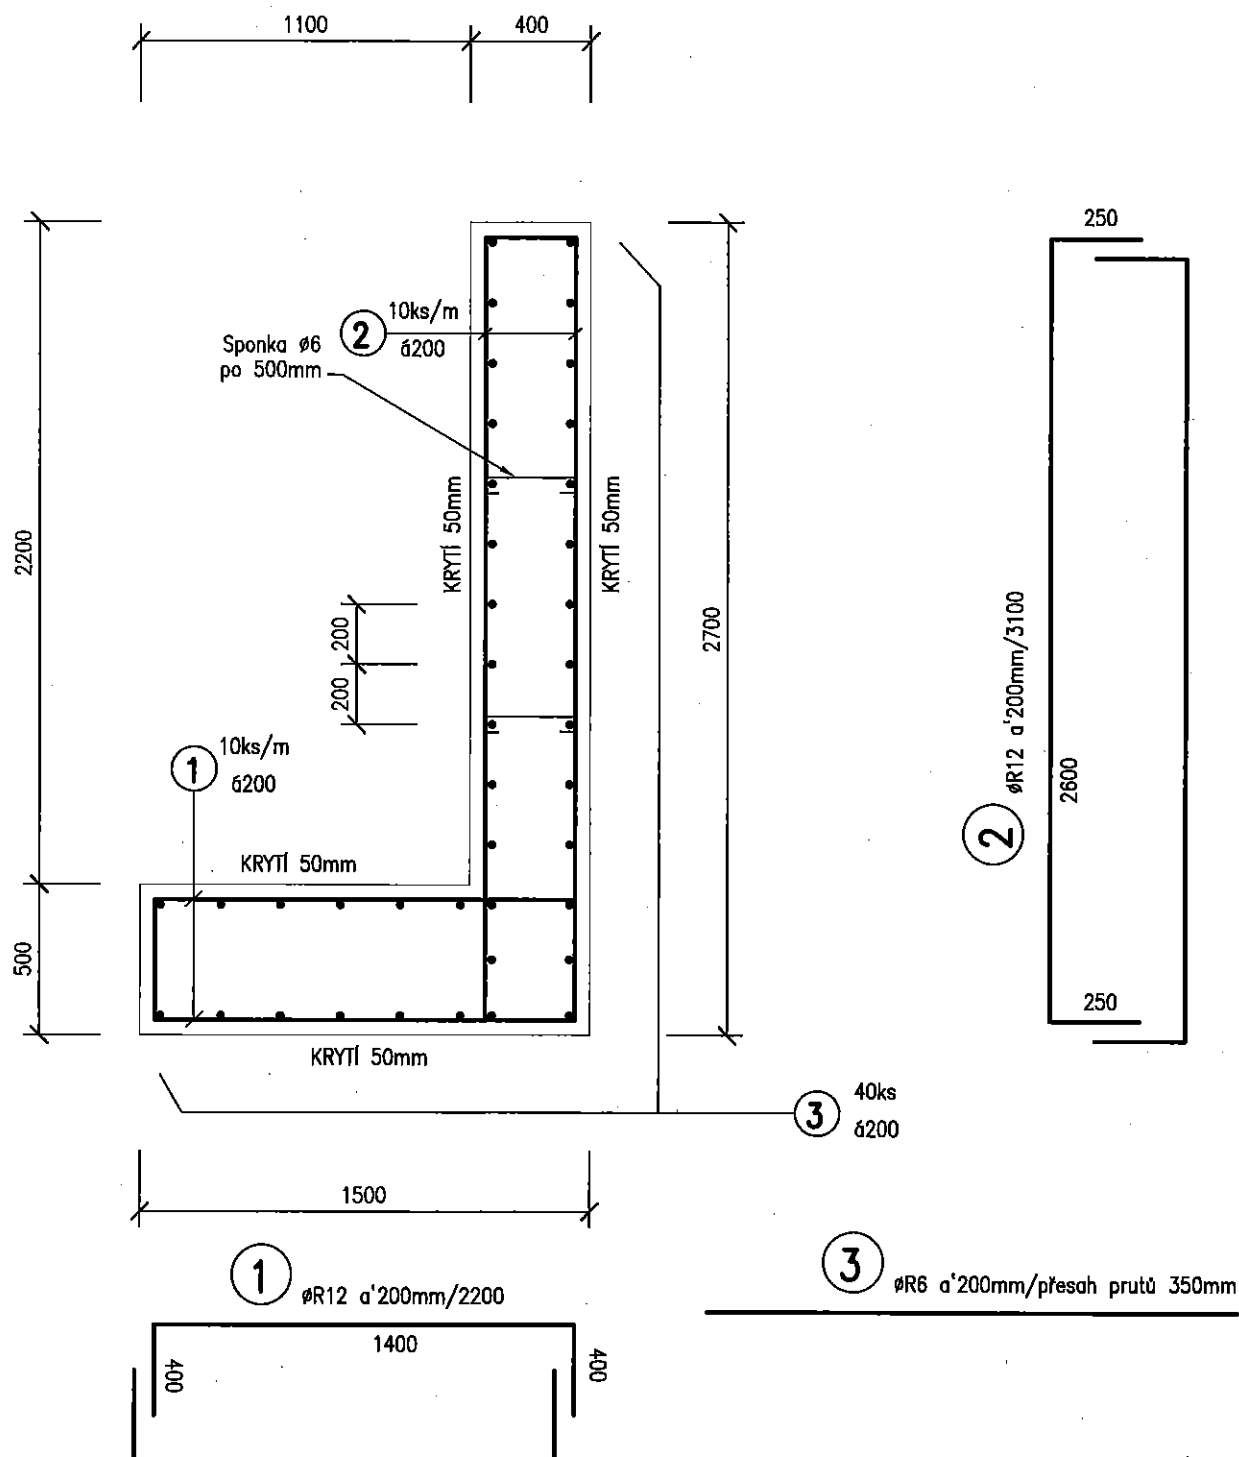 1100
400
250
10ks/m
2
á200
Sponka ø6
po 500mm
KRYTÍ 50mm
KRYTÍ 50mm
2200
2700
200
200
øR12 a'200mm/3100
2
2600
10ks/m
1
á200
KRYTÍ 50mm
500
250
KRYTÍ 50mm
40ks
3
á200
1500
1
øR12 a'200mm/2200
3
øR6 a'200mm/přesah prutů 350mm
1400
400
400